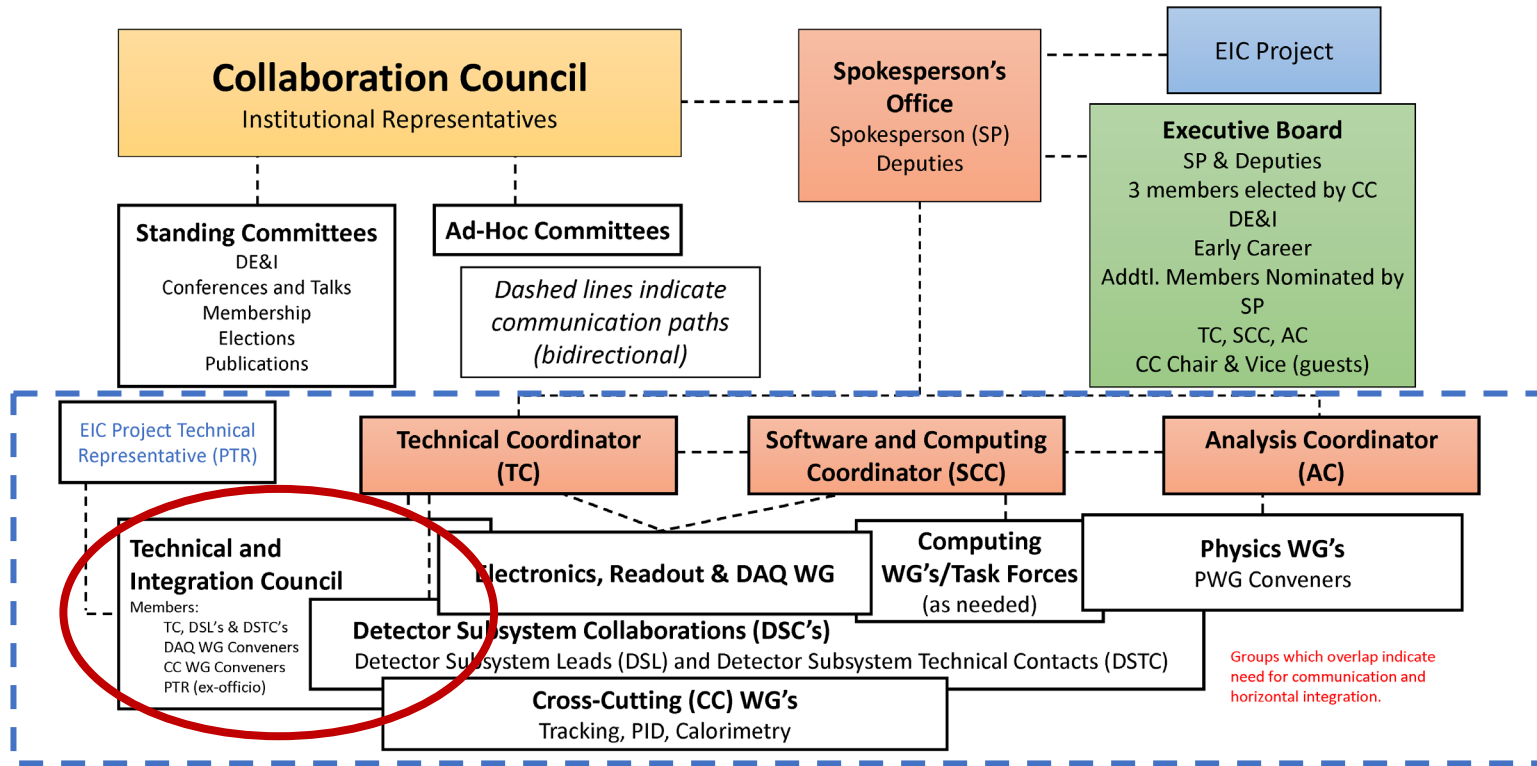 Collaboration Council
Institutional Representatives
Spokesperson's
Office
Spokesperson (SP)
Deputies
EIC Project
Executive Board
SP & Deputies
3 members elected by CC
DE&I
Early Career
Addtl. Members Nominated by
SP
TC, SCC, AC
CC Chair & Vice (guests)
Standing Committees
DE&I
Conferences and Talks
Membership
Elections
Publications
Ad-Hoc Committees
Dashed lines indicate
communication paths
(bidirectional)
EIC Project Technical
Representative (PTR)
Technical Coordinator
(TC)
Software and Computing
Coordinator (SCC)
Analysis Coordinator
(AC)
Technical and
Integration Council
Members:
TC, DSL's & DSTC's
DAQ WG Conveners
CC WG Conveners
PTR (ex-officio)
Electronics, Readout & DAQ WG
Computing
WG's/Task Forces
(as needed)
Physics WG's
PWG Conveners
Detector Subsystem Collaborations (DSC's)
Detector Subsystem Leads (DSL) and Detector Subsystem Technical Contacts (DSTC)
Cross-Cutting (CC) WG's
Tracking, PID, Calorimetry
Groups which overlap indicate
need for communication and
horizontal integration.